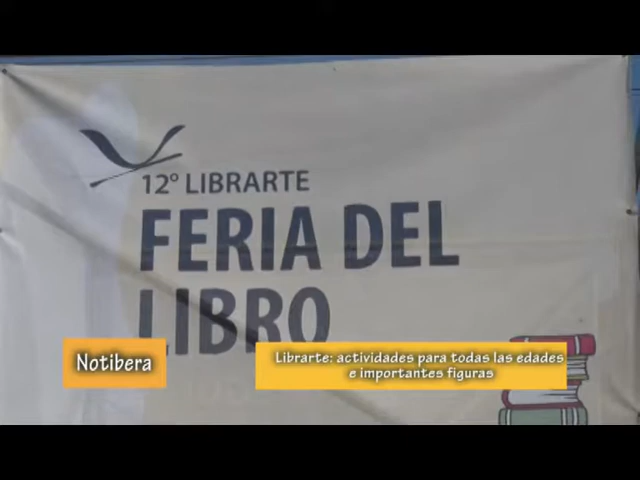 12° LIBRARTE
FERIA DEL
LIBRO
Notibera
Librarte: actividades para todas las edades
e importantes figuras